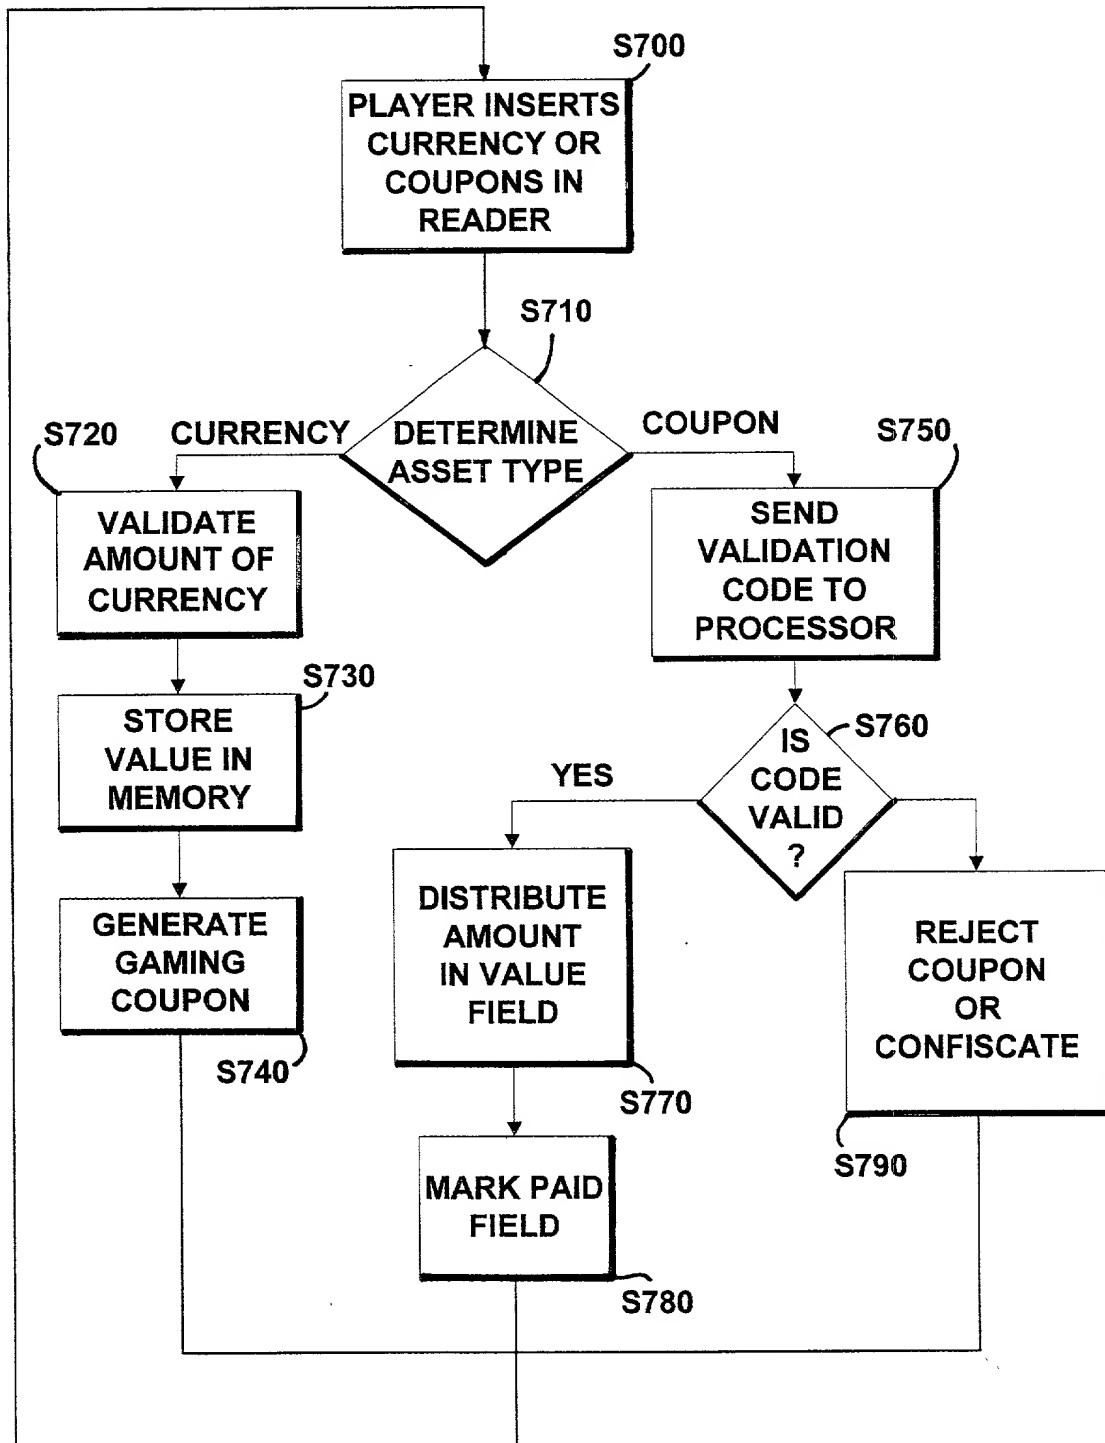 S700
PLAYER INSERTS
CURRENCY OR
COUPONS IN
READER
S710
DETERMINE
ASSET TYPE
CURRENCY
COUPON
S720
VALIDATE
AMOUNT OF
CURRENCY
S730
STORE
VALUE IN
MEMORY
GENERATE
GAMING
COUPON
S740
S750
SEND
VALIDATION
CODE TO
PROCESSOR
S760
IS
CODE
VALID
?
YES
DISTRIBUTE
AMOUNT
IN VALUE
FIELD
S770
MARK PAID
FIELD
S780
REJECT
COUPON
OR
CONFISCATE
S790